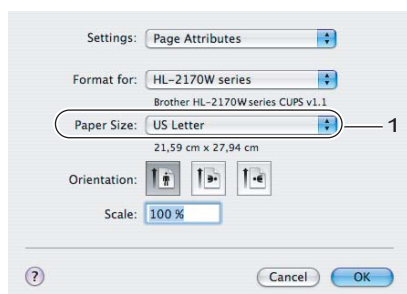 Settings: Page Attributes
Format for: HL-2170W series
Brother HL-2170W series CUPS v1.1
Paper Size: US Letter 1
21,59 cm x 27,94 cm
Orientation:
Scale: 100 %
? Cancel OK